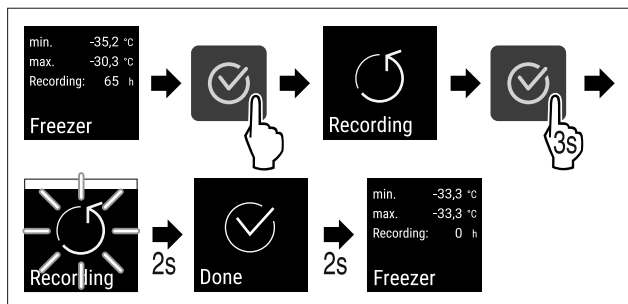 min. -35,2 °C
max. -30,3 °C
Recording: 65 h
Freezer
Recording
3s
Recording
2s
Done
2s
min. -33,3 °C
max. -33,3 °C
Recording: 0 h
Freezer